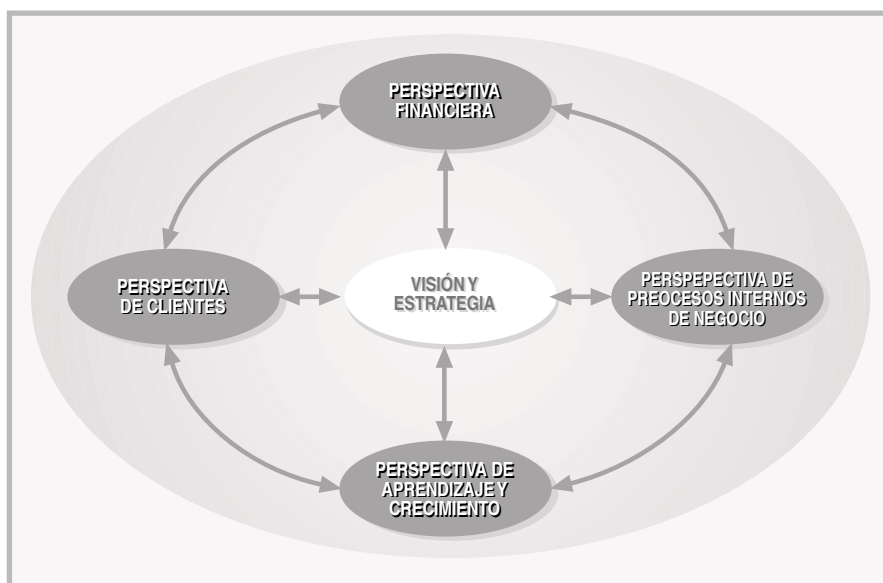 PERSPECTIVA
FINANCIERA
PERSPECTIVA
DE CLIENTES
VISIÓN Y
ESTRATEGIA
PERSPEPECTIVA DE
PREOCESOS INTERNOS
DE NEGOCIO
PERSPECTIVA DE
APRENDIZAJE Y
CRECIMIENTO